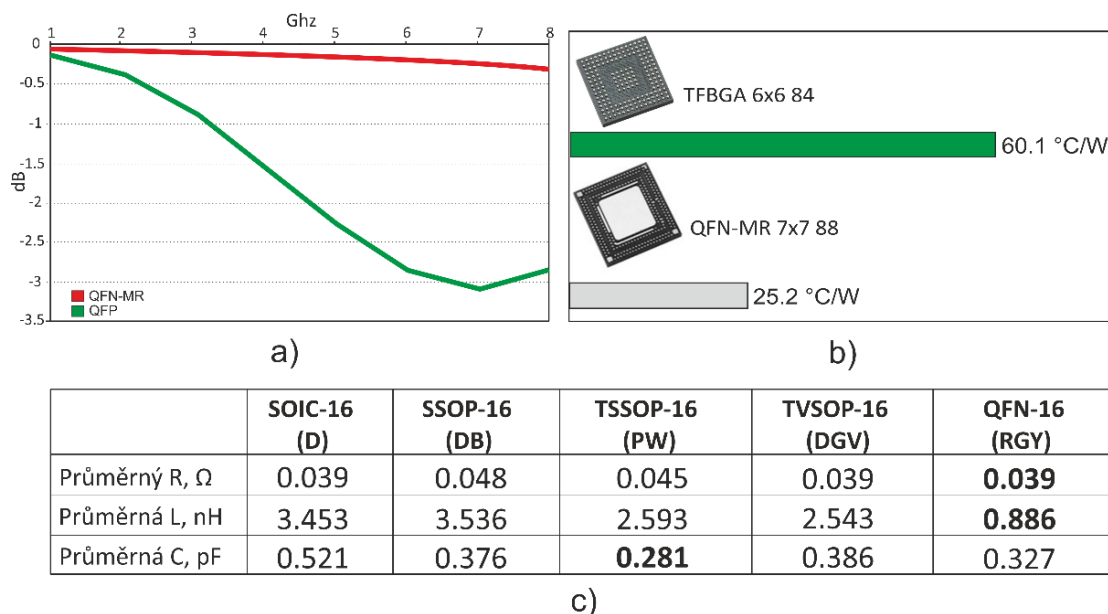 Ghz
1 2 3 4 5 6 7 8
0
-0.5
-1
-1.5
-2
-2.5
-3
-3.5
dB
QFN-MR
QFP
a)
TFBGA 6x6 84
60.1 °C/W
QFN-MR 7x7 88
25.2 °C/W
b)
SOIC-16 (D) SSOP-16 (DB) TSSOP-16 (PW) TVSOP-16 (DGV) QFN-16 (RGY)
Průměrný R, Ω 0.039 0.048 0.045 0.039 0.039
Průměrná L, nH 3.453 3.536 2.593 2.543 0.886
Průměrná C, pF 0.521 0.376 0.281 0.386 0.327
c)